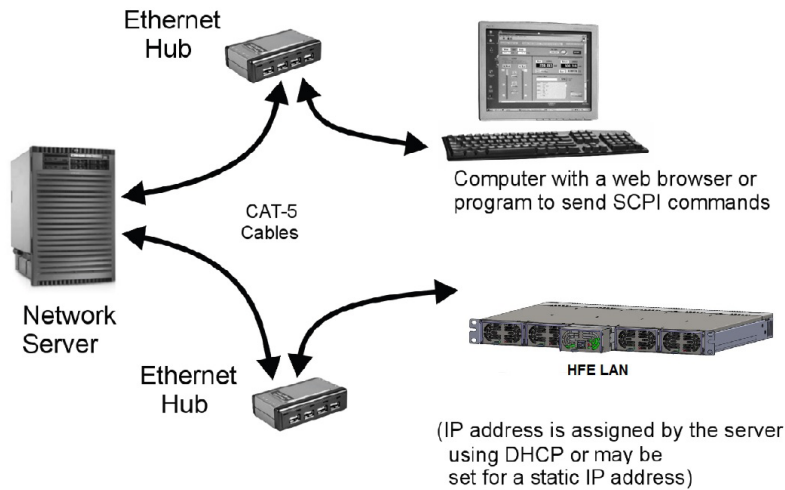 Ethernet
Hub
Computer with a web browser or
program to send SCPI commands
CAT-5
Cables
Network
Server
Ethernet
Hub
HFE LAN
(IP address is assigned by the server
using DHCP or may be
set for a static IP address)